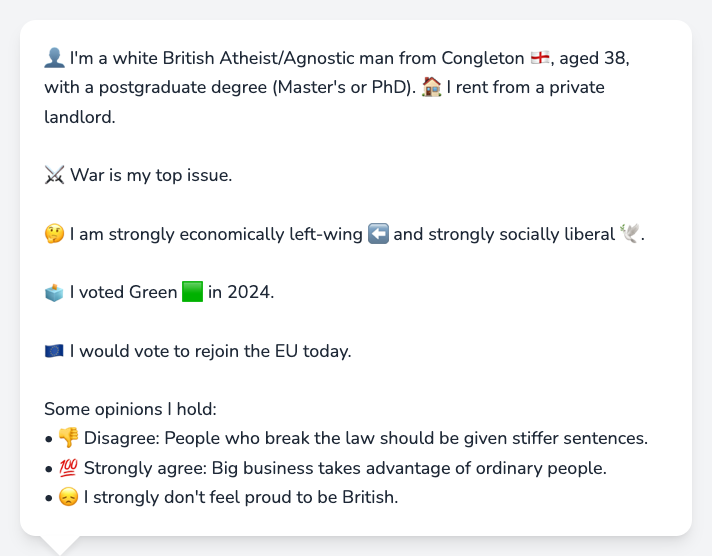 👤 I'm a white British Atheist/Agnostic man from Congleton 🏴󠁧󠁢󠁥󠁮󠁧󠁿, aged 38,
with a postgraduate degree (Master's or PhD). 🏠 I rent from a private
landlord.
⚔️ War is my top issue.
🤔 I am strongly economically left-wing ⬅️ and strongly socially liberal 🕊️.
🗳️ I voted Green 🟩 in 2024.
🇪🇺 I would vote to rejoin the EU today.
Some opinions I hold:
• 👎 Disagree: People who break the law should be given stiffer sentences.
• 💯 Strongly agree: Big business takes advantage of ordinary people.
• 😞 I strongly don't feel proud to be British.